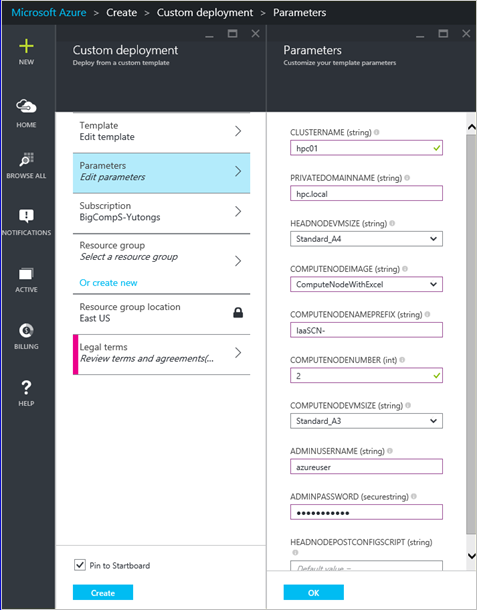 Microsoft Azure > Create > Custom deployment > Parameters
NEW
HOME
BROWSE ALL
NOTIFICATIONS
ACTIVE
BILLING
HELP
Custom deployment
Deploy from a custom template
Template
Edit template
Parameters
Edit parameters
Subscription
BigCompS-Yutongs
Resource group
Select a resource group
Or create new
Resource group location
East US
Legal terms
Review terms and agreements(...
Pin to Startboard
Create
Parameters
Customize your template parameters
CLUSTERNAME (string)
hpc01
PRIVATEDOMAINNAME (string)
hpc.local
HEADNODEVMSIZE (string)
Standard_A4
COMPUTENODEIMAGE (string)
ComputeNodeWithExcel
COMPUTENODENAMEPREFIX (string)
IaaSCN-
COMPUTENODENUMBER (int)
2
COMPUTENODEVMSIZE (string)
Standard_A3
ADMINUSERNAME (string)
azureuser
ADMINPASSWORD (securestring)
●●●●●●●●●●●
HEADNODEPOSTCONFIGSCRIPT (string)
Default value =
OK